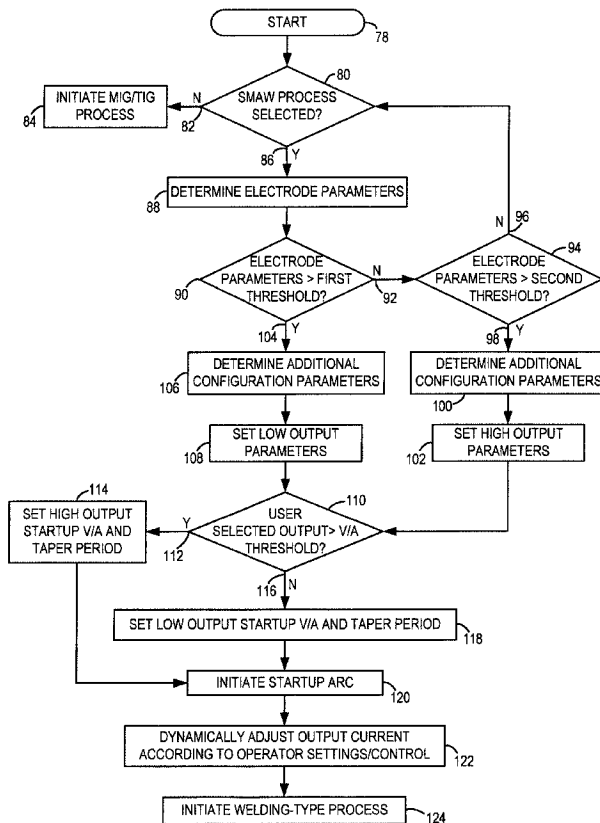 START
78
80
SMAW PROCESS
SELECTED?
N
82
INITIATE MIG/TIG
PROCESS
84
86
Y
DETERMINE ELECTRODE PARAMETERS
88
ELECTRODE
PARAMETERS > FIRST
THRESHOLD?
90
N
92
N
96
94
ELECTRODE
PARAMETERS > SECOND
THRESHOLD?
104
Y
98
Y
DETERMINE ADDITIONAL
CONFIGURATION PARAMETERS
106
DETERMINE ADDITIONAL
CONFIGURATION PARAMETERS
100
SET LOW OUTPUT
PARAMETERS
108
SET HIGH OUTPUT
PARAMETERS
102
110
USER
SELECTED OUTPUT> V/A
THRESHOLD?
Y
112
114
SET HIGH OUTPUT
STARTUP V/A AND
TAPER PERIOD
116
N
SET LOW OUTPUT STARTUP V/A AND TAPER PERIOD
118
INITIATE STARTUP ARC
120
DYNAMICALLY ADJUST OUTPUT CURRENT
ACCORDING TO OPERATOR SETTINGS/CONTROL
122
INITIATE WELDING-TYPE PROCESS
124